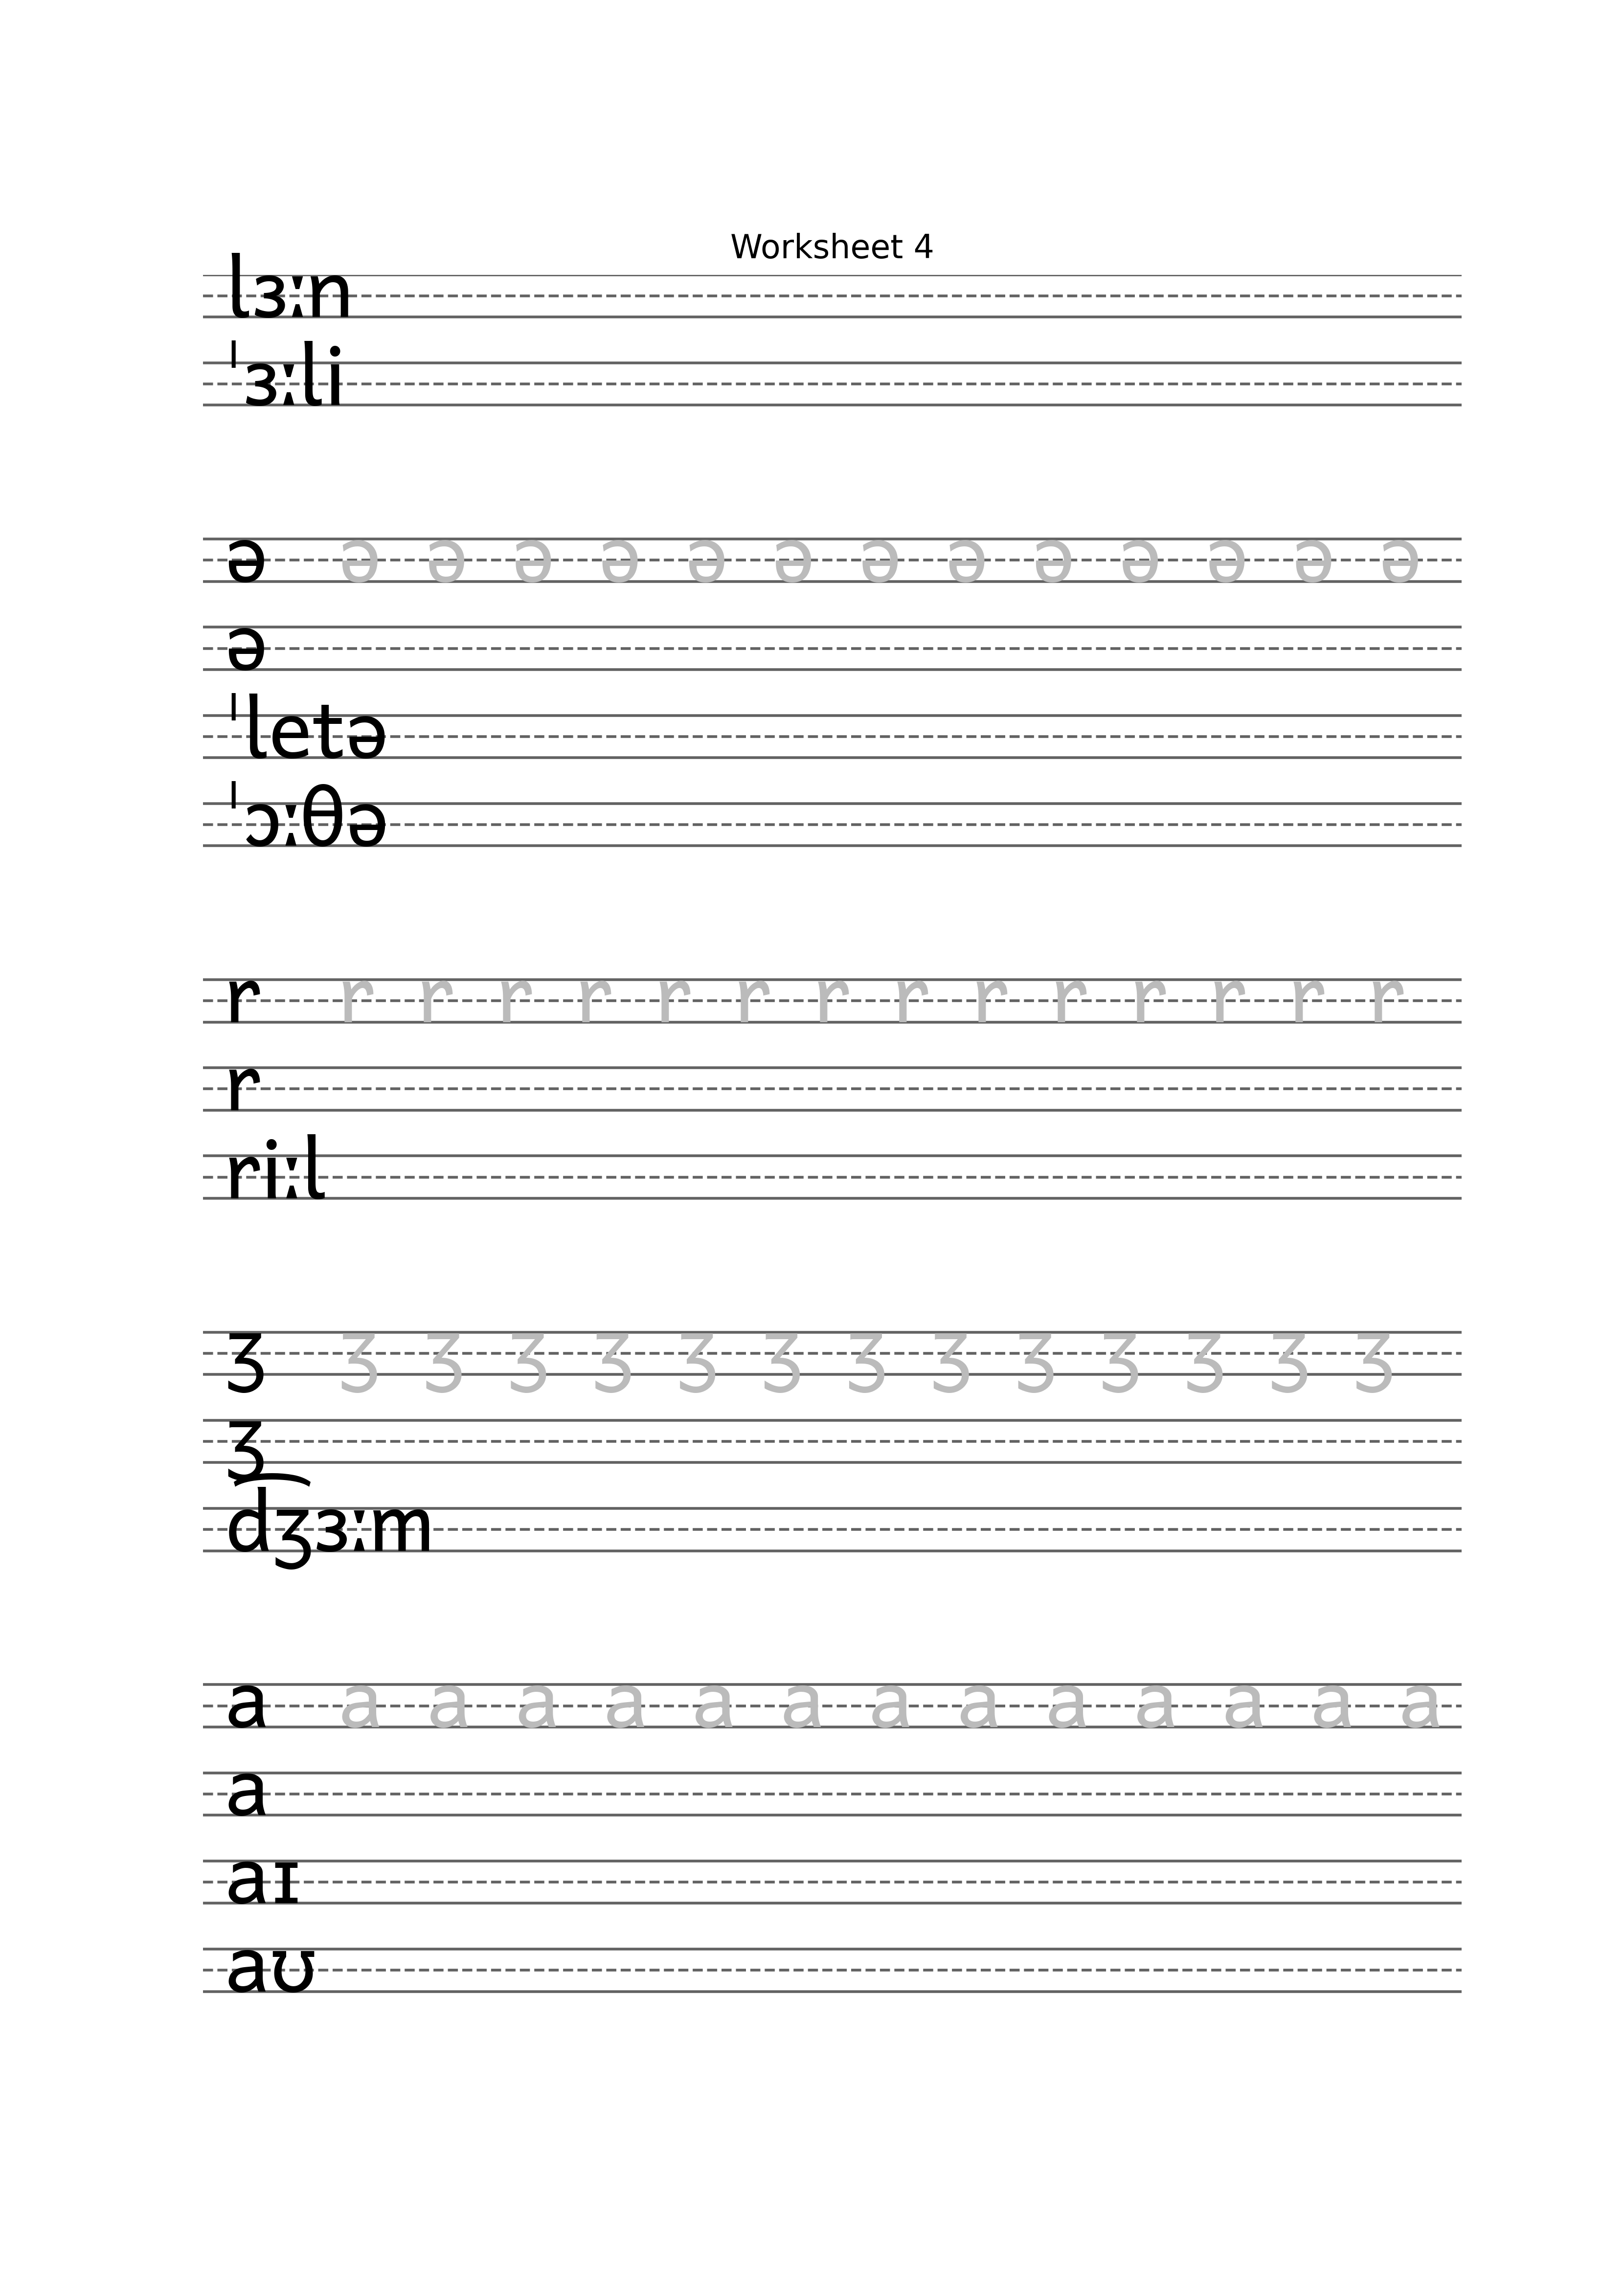 Worksheet 4
lɜːn
ˈɜːli
ə ə ə ə ə ə ə ə ə ə ə ə ə ə
ə
ˈletə
ˈɔːθə
r r r r r r r r r r r r r r r
r
riːl
ʒ ʒ ʒ ʒ ʒ ʒ ʒ ʒ ʒ ʒ ʒ ʒ ʒ ʒ
ʒ
d͡ʒɜːm
a a a a a a a a a a a a a a
a
aɪ
aʊ